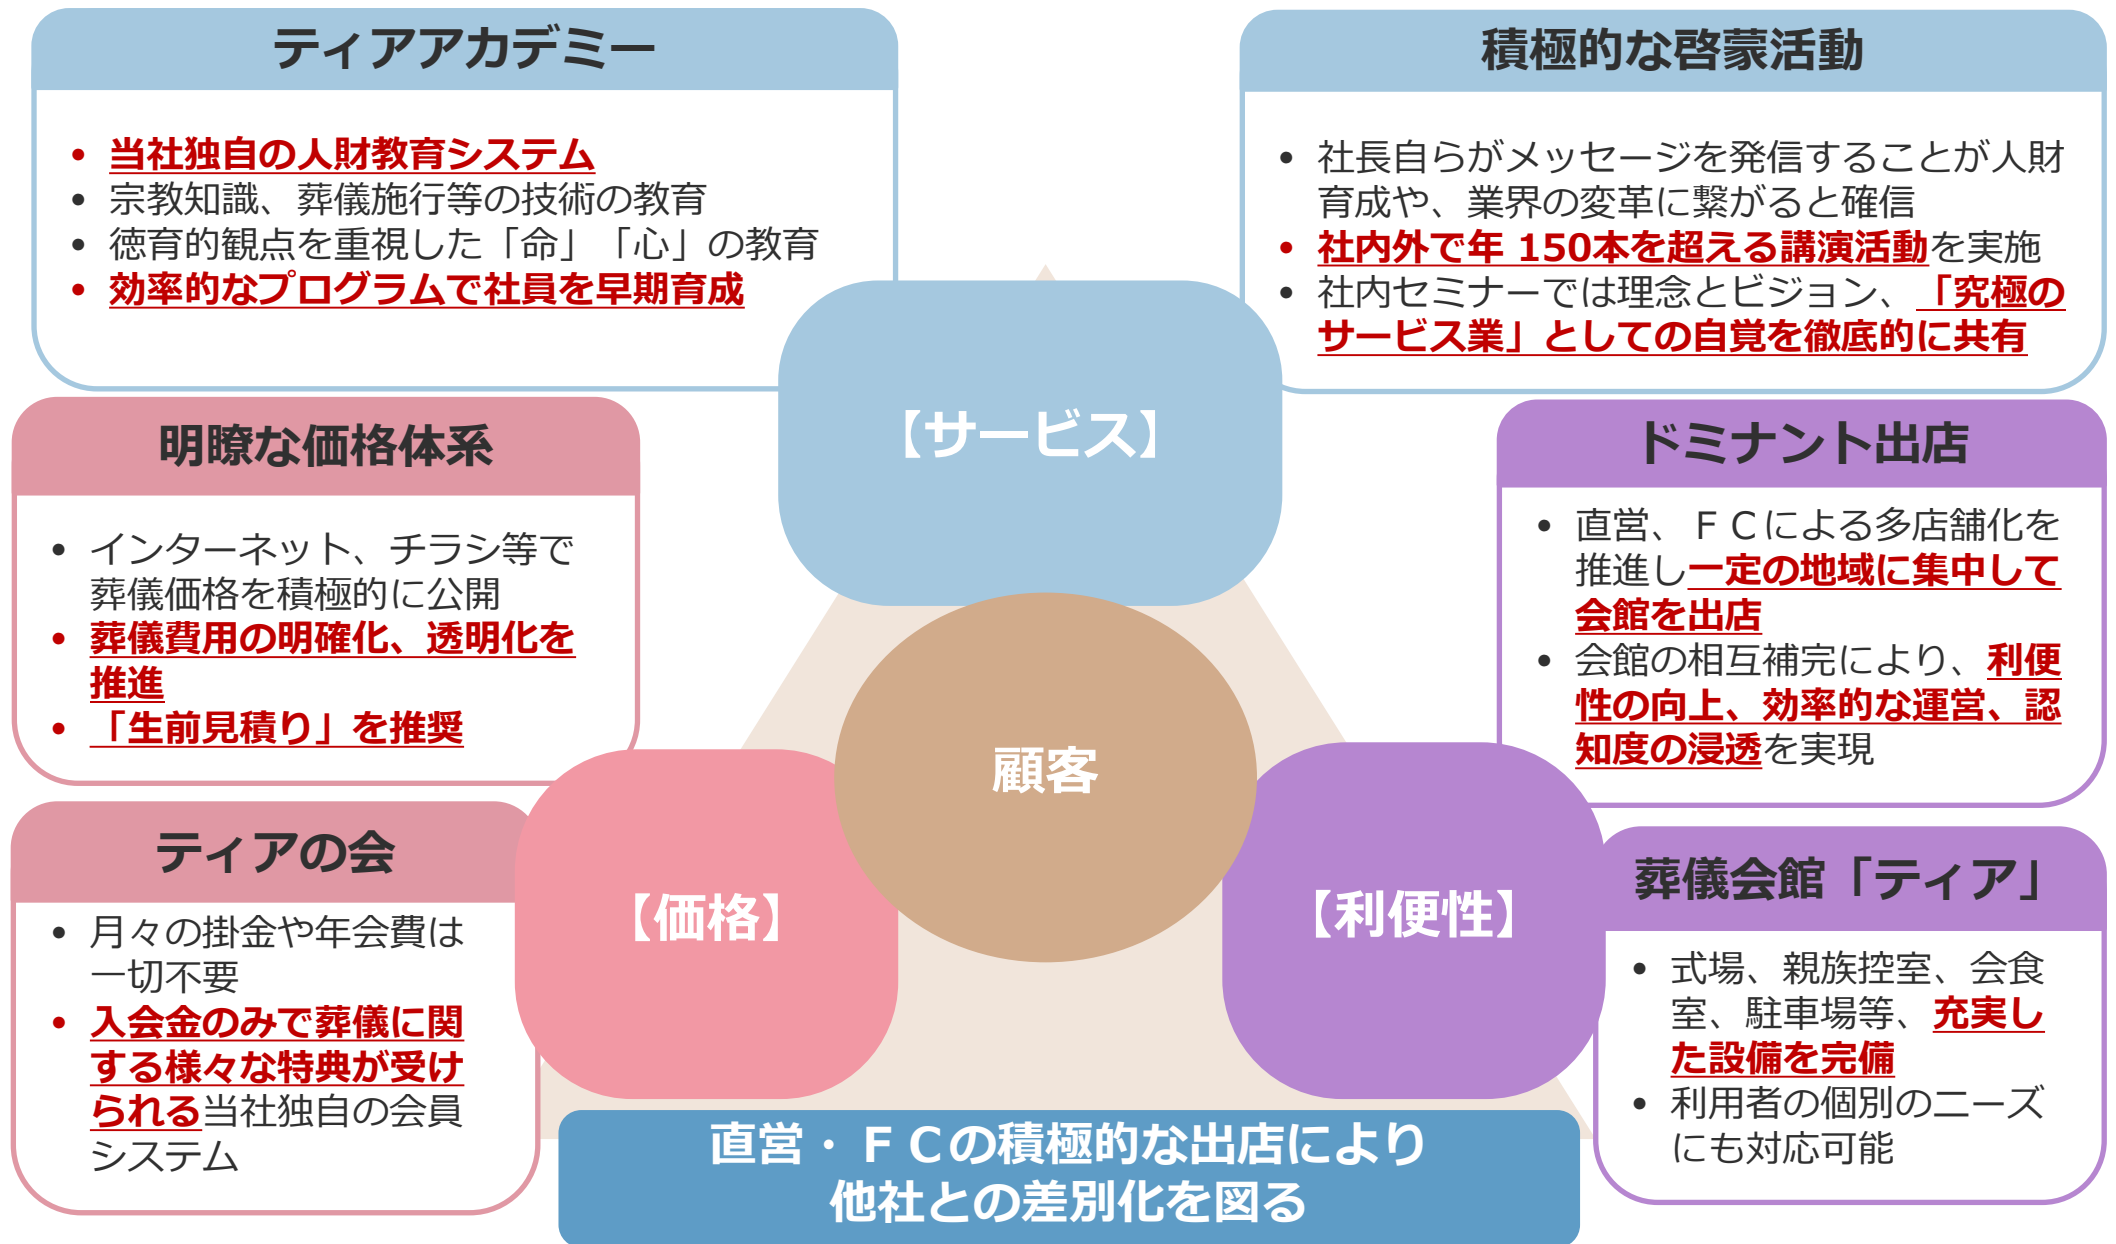 ティアアカデミー
• 当社独自の人財教育システム
• 宗教知識、葬儀施行等の技術の教育
• 徳育的観点を重視した「命」「心」の教育
• 効率的なプログラムで社員を早期育成
積極的な啓蒙活動
• 社長自らがメッセージを発信することが人財
育成や、業界の変革に繋がると確信
• 社内外で年 150本を超える講演活動を実施
• 社内セミナーでは理念とビジョン、「究極の
サービス業」としての自覚を徹底的に共有
【サービス】
明瞭な価格体系
• インターネット、チラシ等で
葬儀価格を積極的に公開
• 葬儀費用の明確化、透明化を
推進
• 「生前見積り」を推奨
ドミナント出店
• 直営、ＦＣによる多店舗化を
推進し一定の地域に集中して
会館を出店
• 会館の相互補完により、利便
性の向上、効率的な運営、認
知度の浸透を実現
顧客
ティアの会
• 月々の掛金や年会費は
一切不要
• 入会金のみで葬儀に関
する様々な特典が受け
られる当社独自の会員
システム
【価格】
【利便性】
葬儀会館「ティア」
• 式場、親族控室、会食
室、駐車場等、充実し
た設備を完備
• 利用者の個別のニーズ
にも対応可能
直営・ＦＣの積極的な出店により
他社との差別化を図る